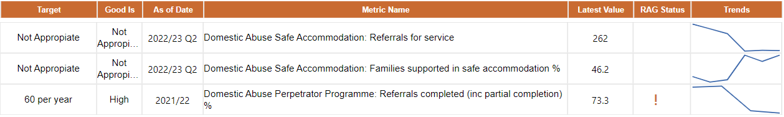 Target Good Is As of Date Metric Name Latest Value RAG Status Trends
Not Appropiate Not Appropi... 2022/23 Q2 Domestic Abuse Safe Accommodation: Referrals for service 262
Not Appropiate Not Appropi... 2022/23 Q2 Domestic Abuse Safe Accommodation: Families supported in safe accommodation % 46.2
60 per year High 2021/22 Domestic Abuse Perpetrator Programme: Referrals completed (inc partial completion) % 73.3 !